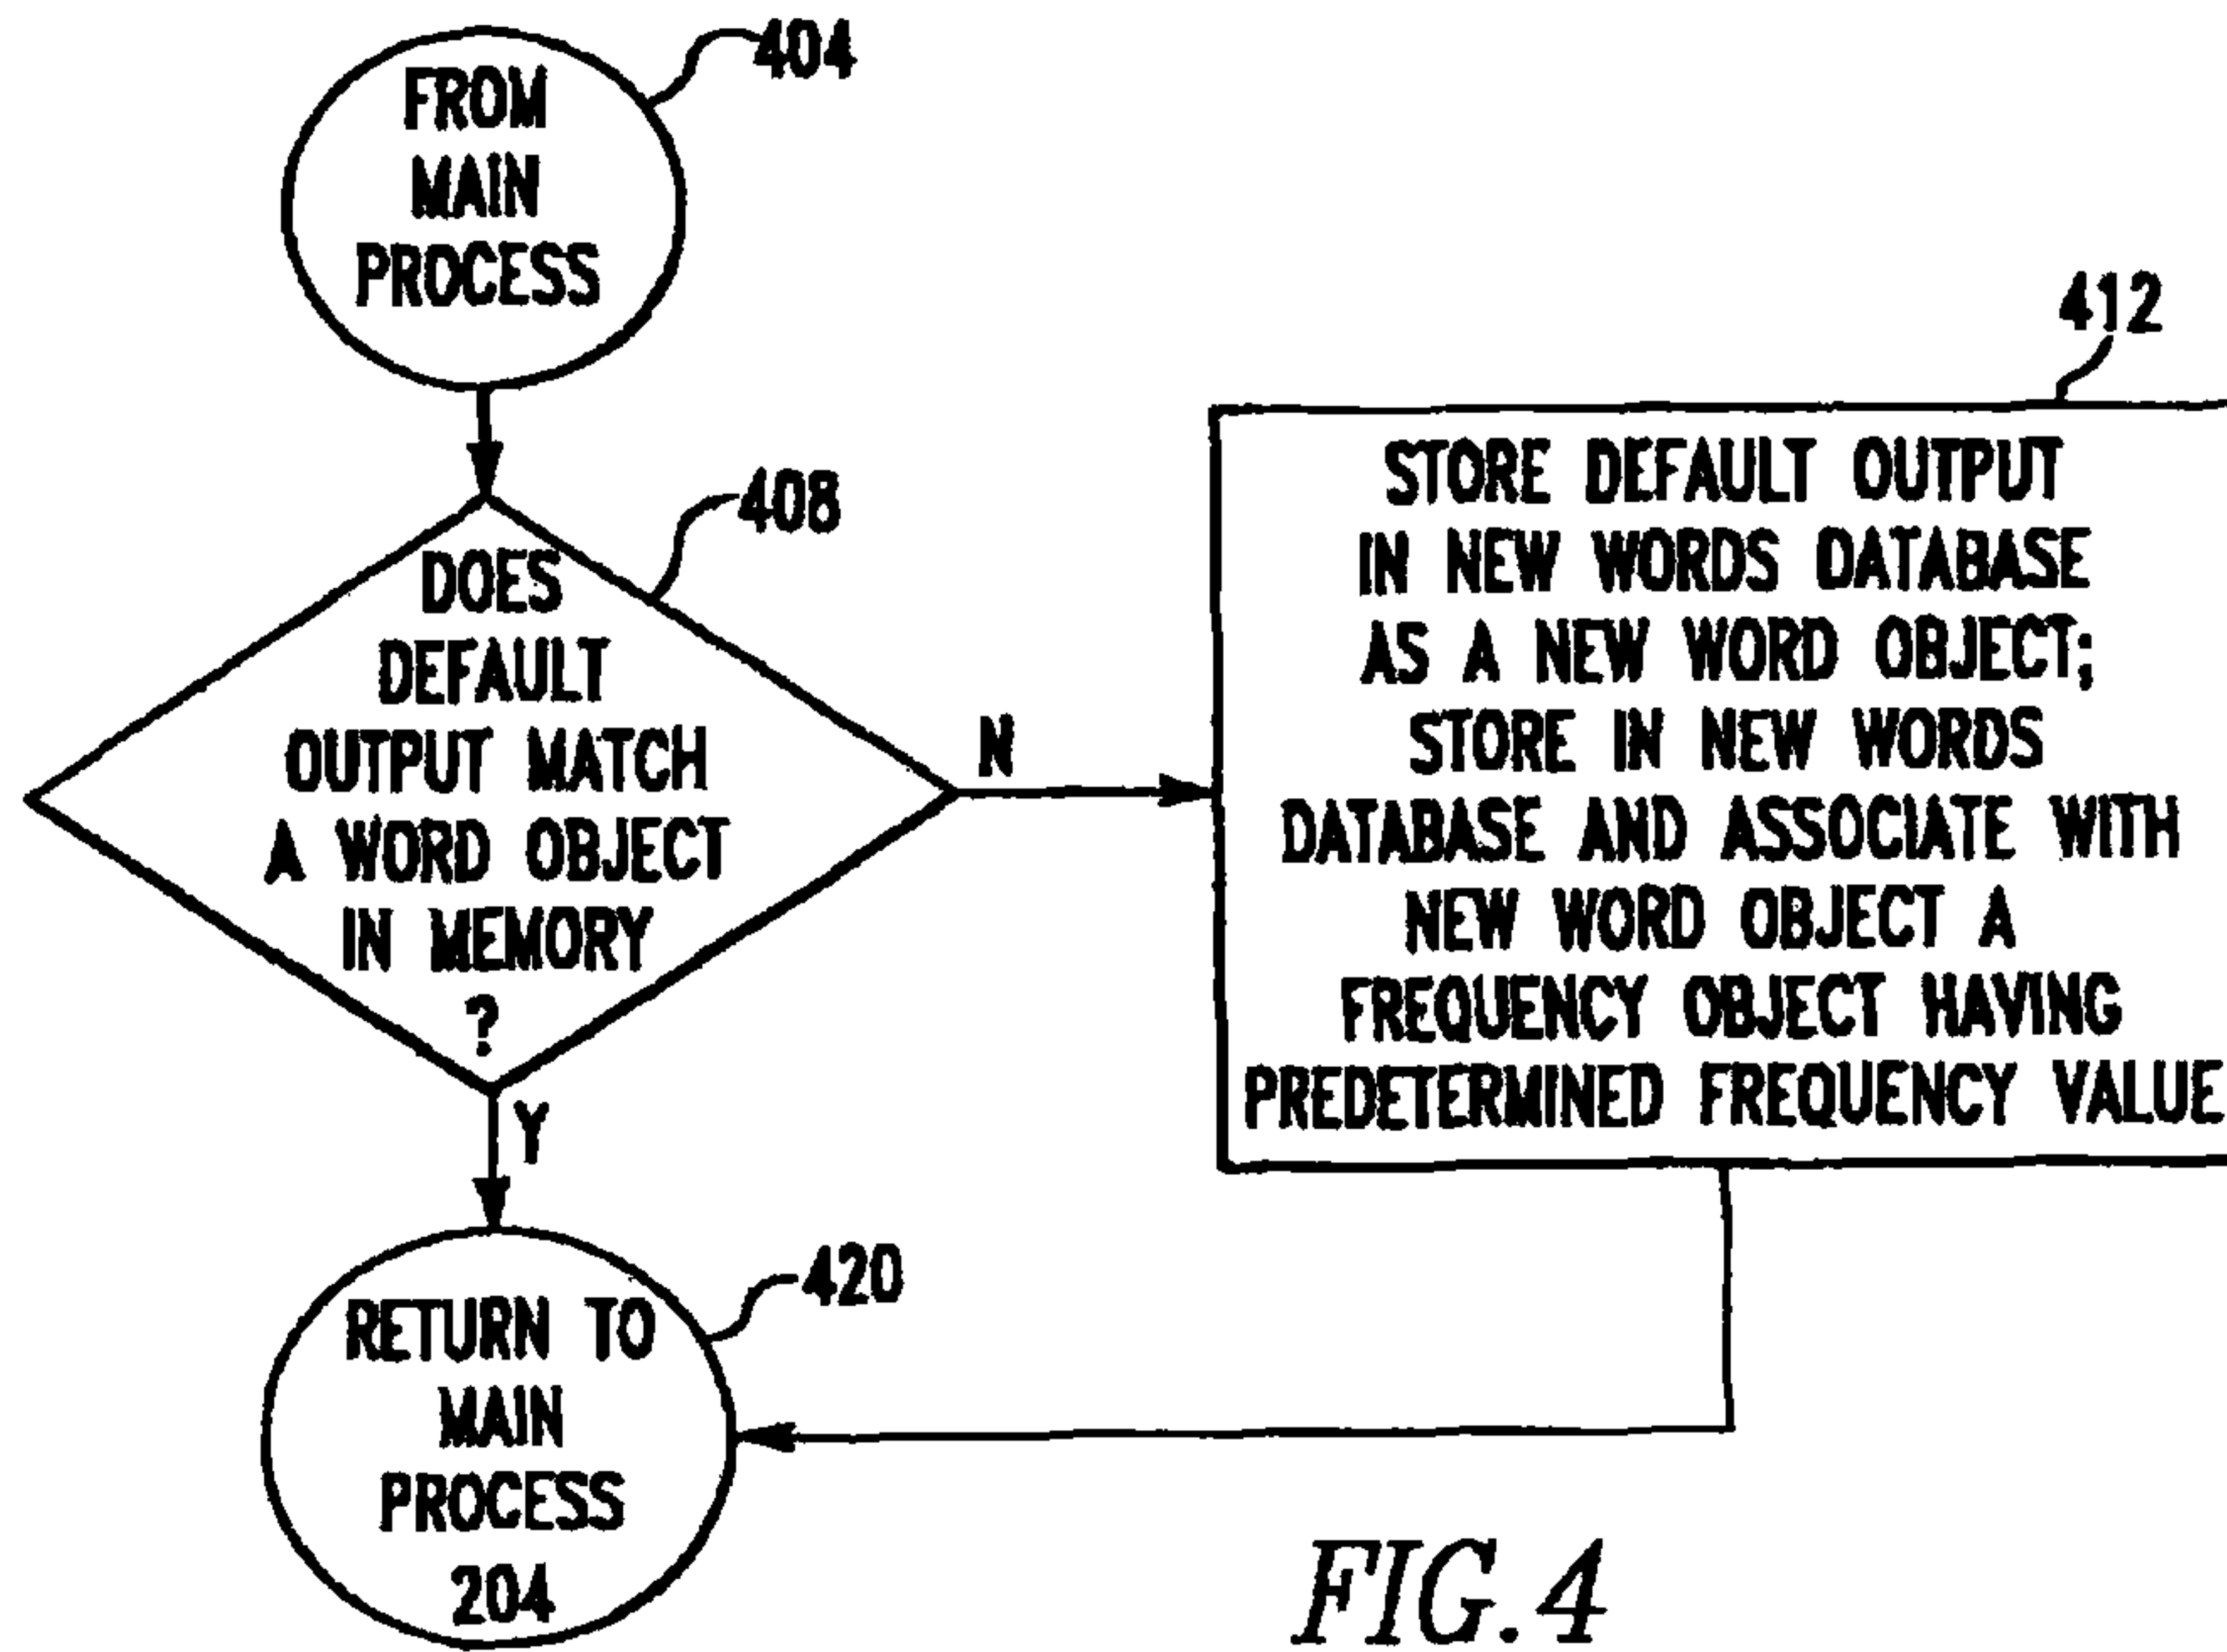 404
FROM
MAIN
PROCESS
408
DOES
DEFAULT
OUTPUT MATCH
A WORD OBJECT
IN MEMORY
?
N
Y
412
STORE DEFAULT OUTPUT
IN NEW WORDS DATABASE
AS A NEW WORD OBJECT;
STORE IN NEW WORDS
DATABASE AND ASSOCIATE WITH
NEW WORD OBJECT A
FREQUENCY OBJECT HAVING
PREDETERMINED FREQUENCY VALUE
420
RETURN TO
MAIN
PROCESS
204
FIG.4